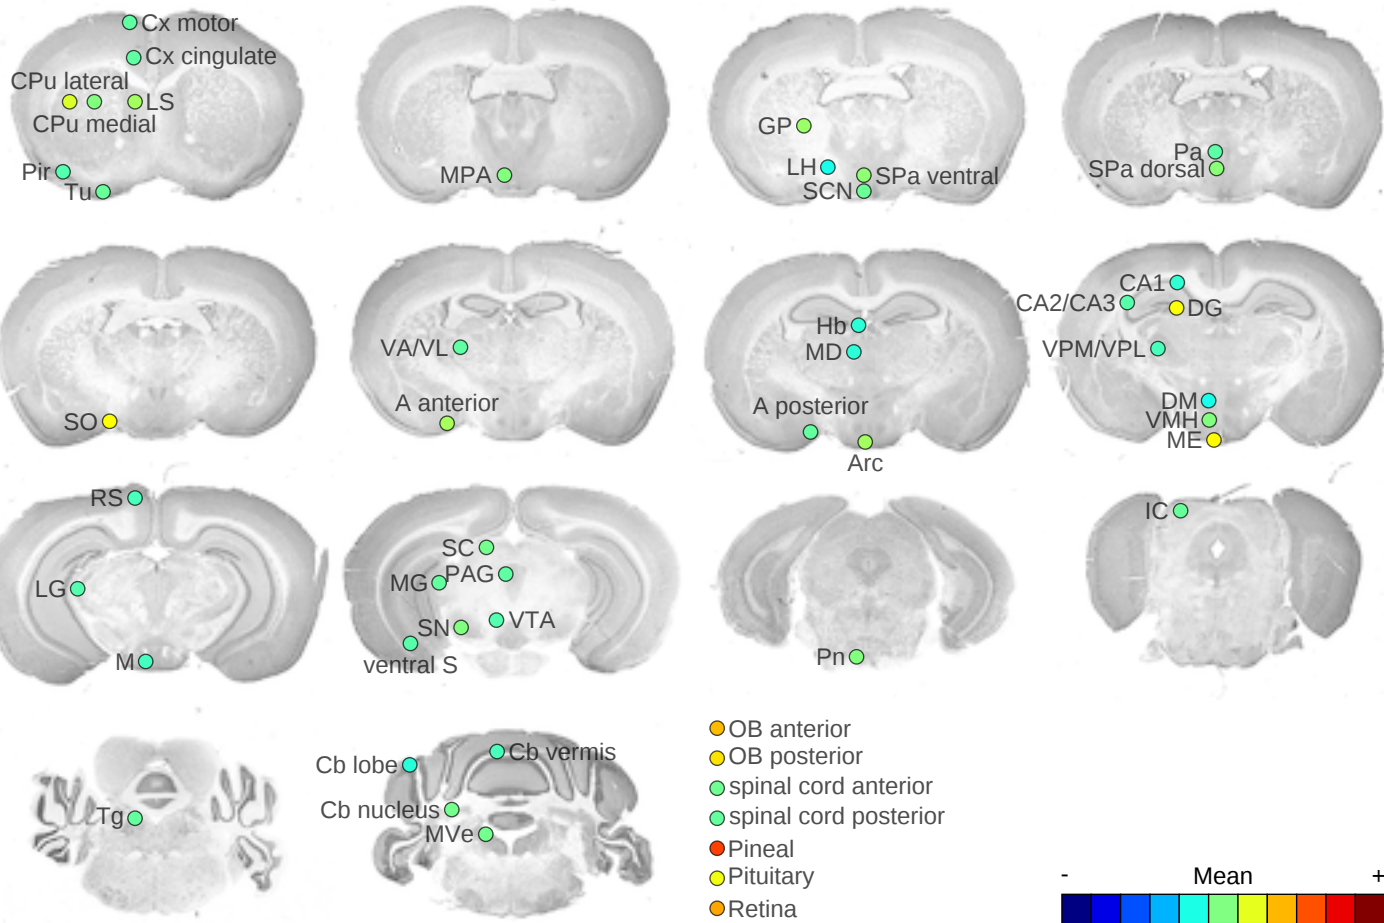 Cx motor
Cx cingulate
CPu lateral
LS
CPu medial
Pir
Tu
MPA
GP
LH
SPa ventral
SCN
Pa
SPa dorsal
SO
VA/VL
A anterior
Hb
MD
A posterior
Arc
CA1
CA2/CA3
DG
VPM/VPL
DM
VMH
ME
RS
LG
M
SC
MG
PAG
SN
VTA
ventral S
Pn
IC
Tg
Cb lobe
Cb vermis
Cb nucleus
MVe
OB anterior
OB posterior
spinal cord anterior
spinal cord posterior
Pineal
Pituitary
Retina
- Mean +